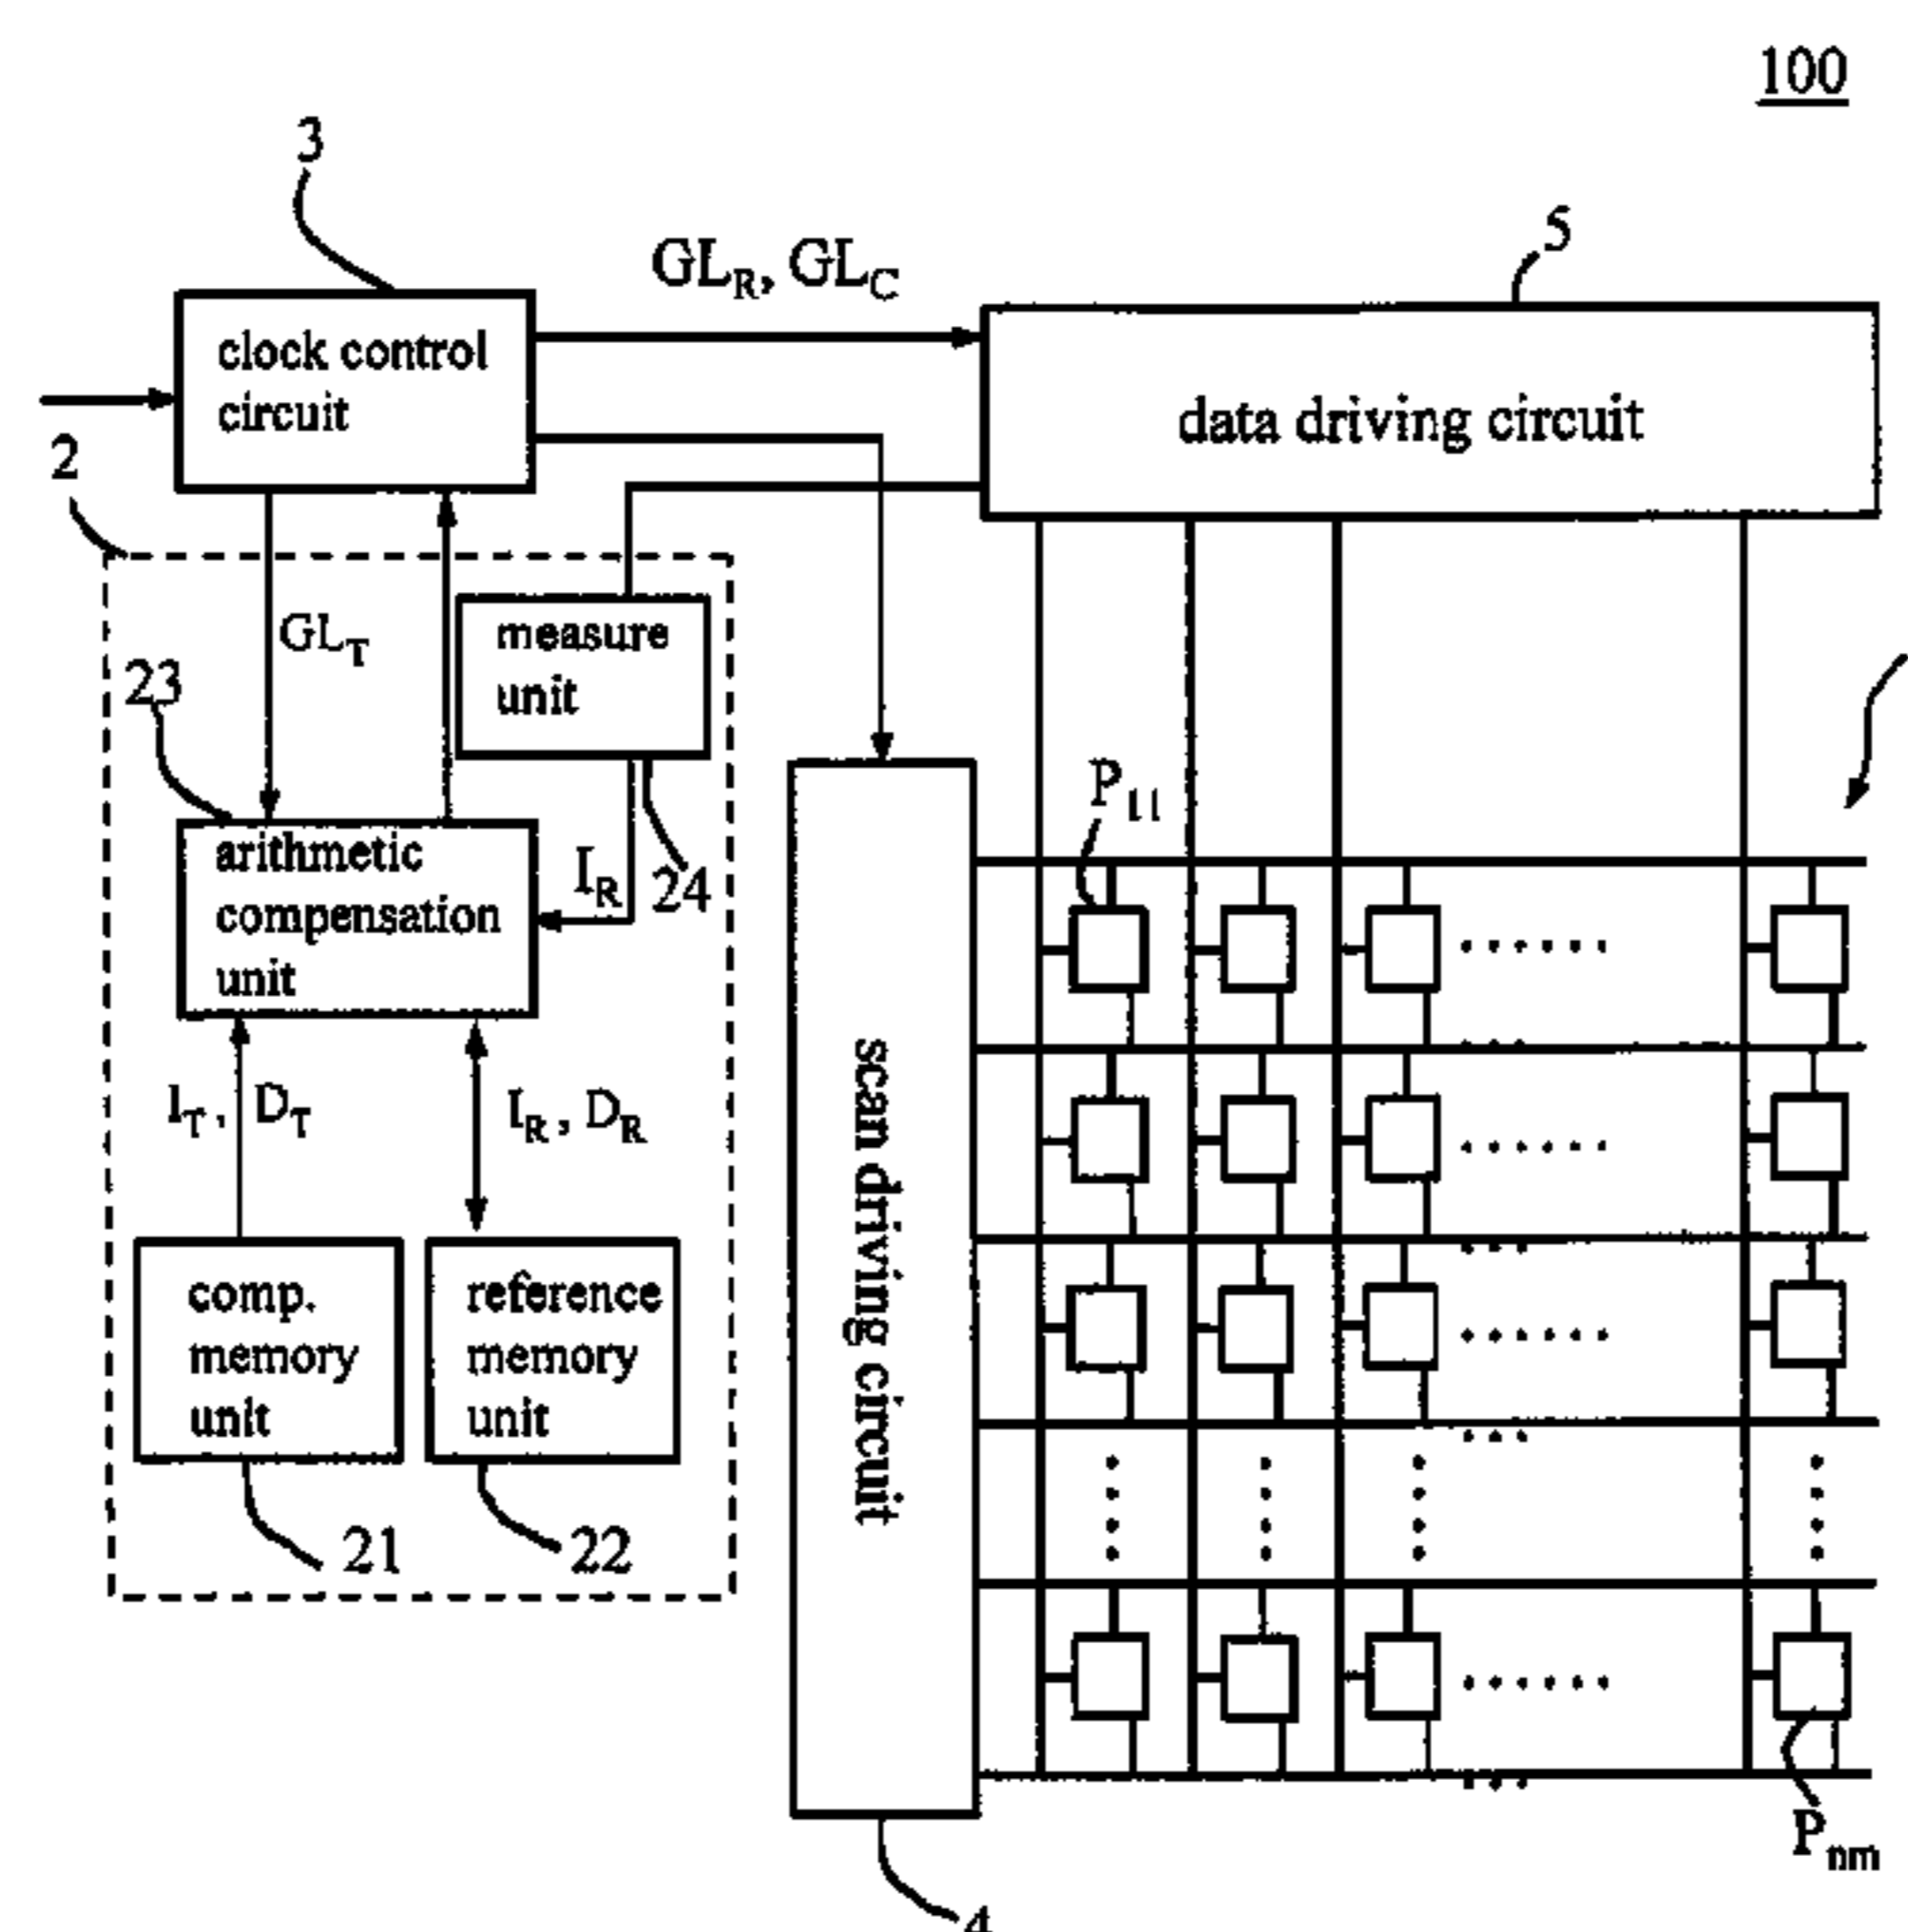 100
3
5
GL_R, GL_C
clock control
circuit
data driving circuit
2
GL_T
measure
unit
23
P_11
arithmetic
compensation
unit
I_R
24
I_T, D_T
I_R, D_R
scan driving circuit
comp.
memory
unit
reference
memory
unit
21
22
P_nm
4